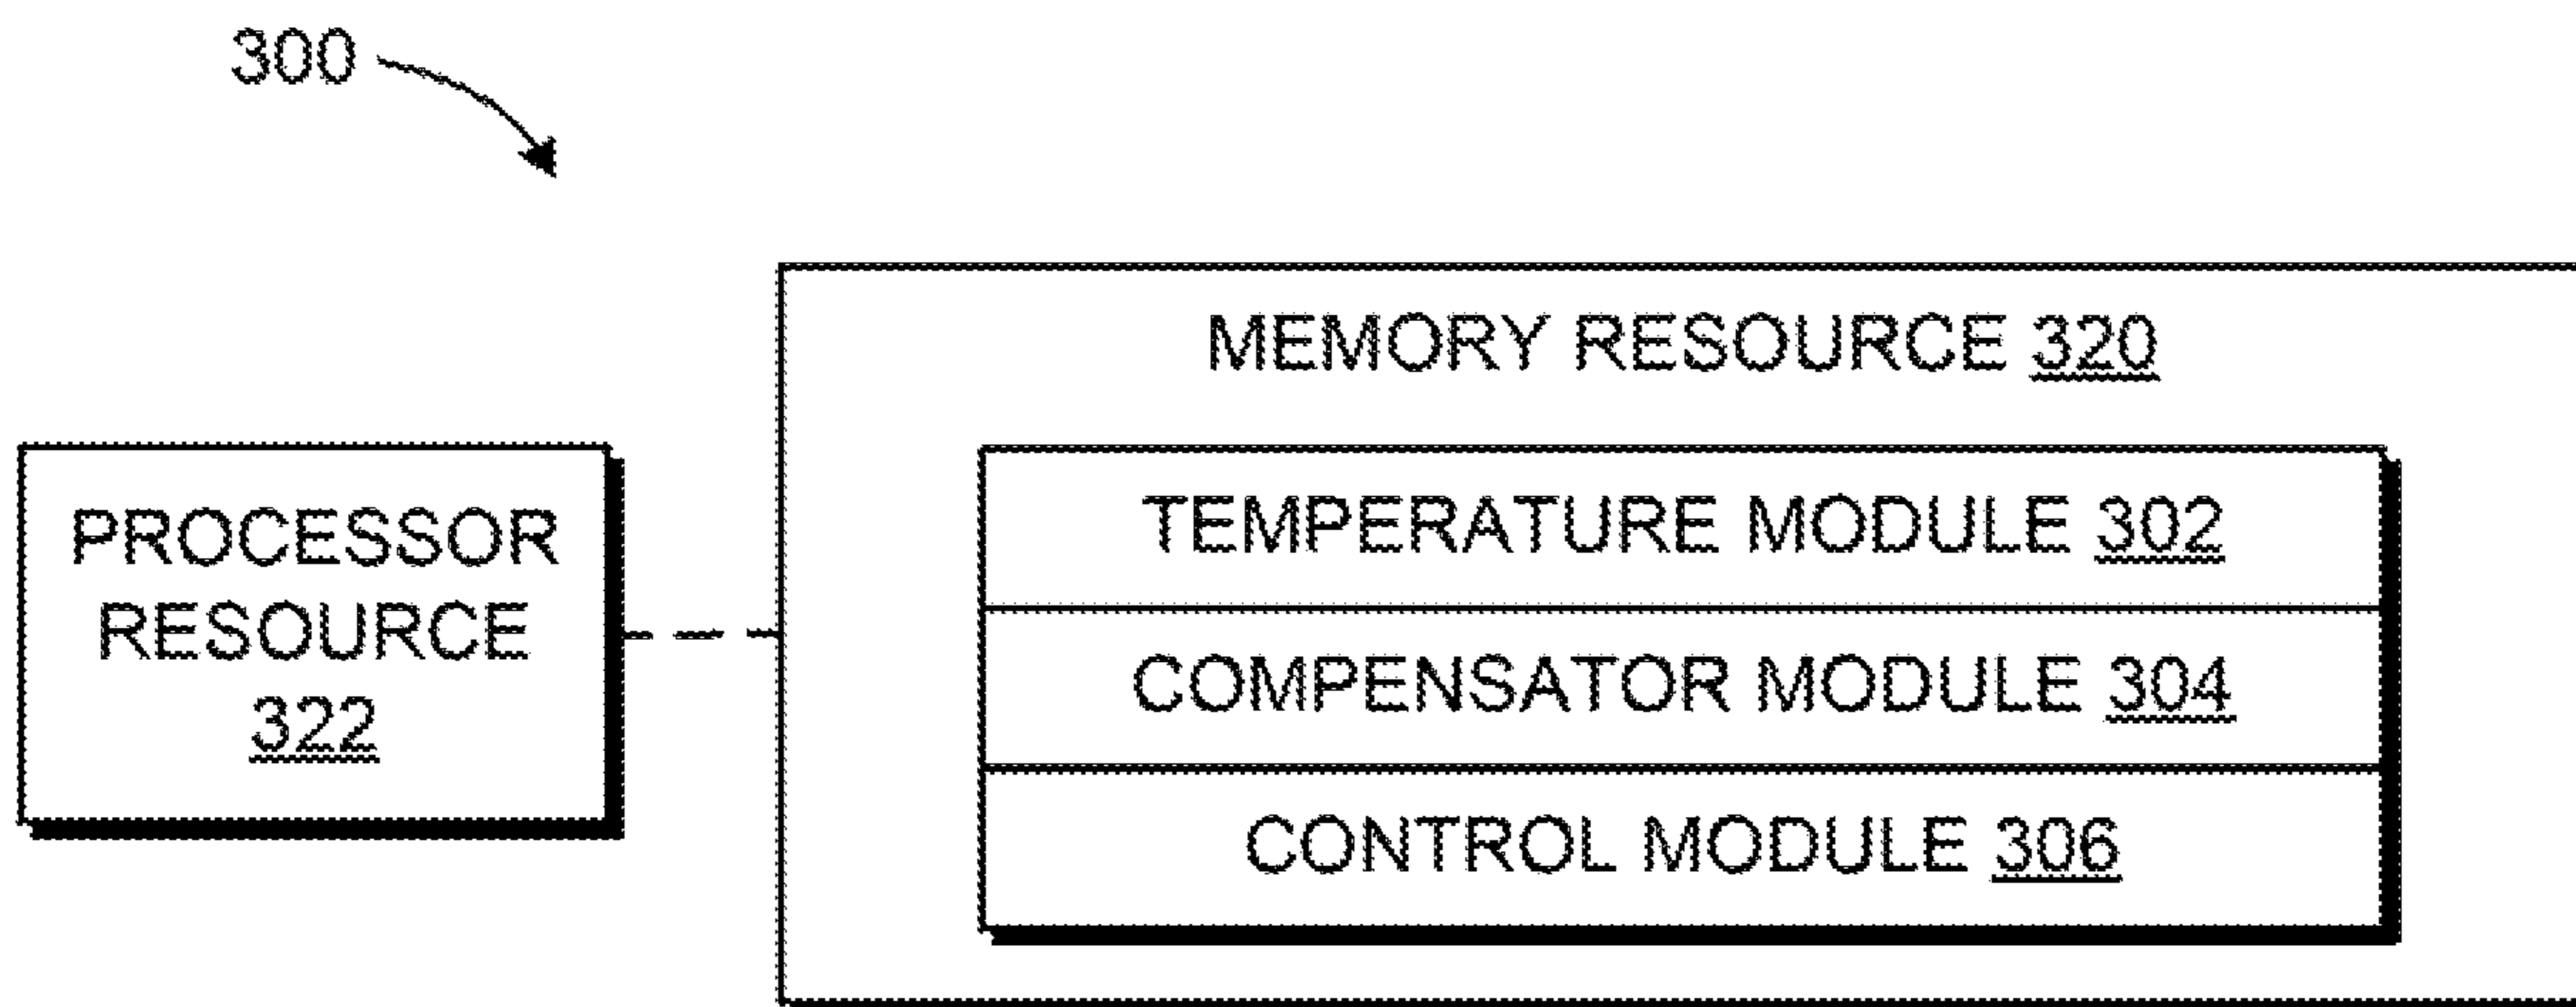 300
MEMORY RESOURCE 320
PROCESSOR
RESOURCE
322
TEMPERATURE MODULE 302
COMPENSATOR MODULE 304
CONTROL MODULE 306